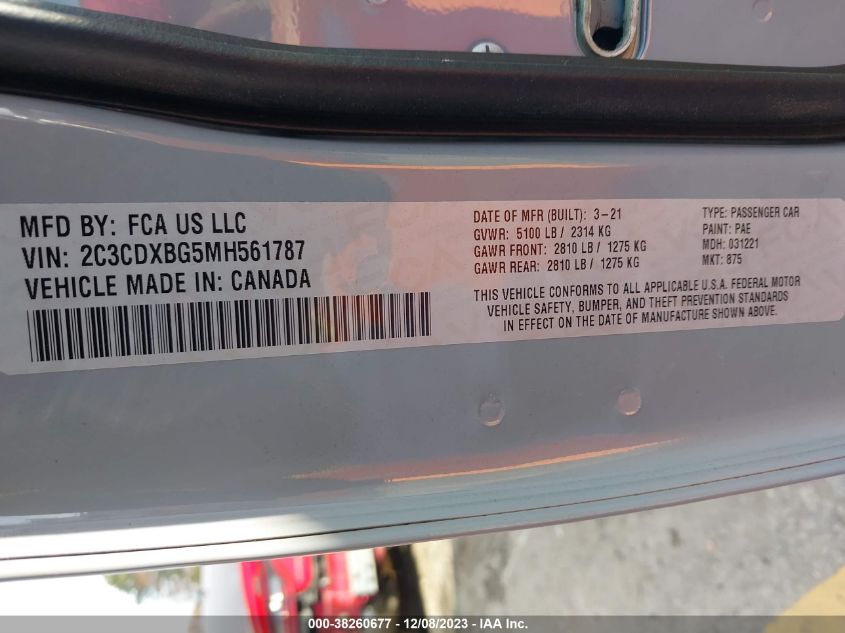 MFD BY: FCA US LLC
VIN: 2C3CDXBG5MH561787
VEHICLE MADE IN: CANADA
DATE OF MFR (BUILT): 3-21
GVWR: 5100 LB / 2314 KG
GAWR FRONT: 2810 LB / 1275 KG
GAWR REAR: 2810 LB / 1275 KG
TYPE: PASSENGER CAR
PAINT: PAE
MDH: 031221
MKT: 875
THIS VEHICLE CONFORMS TO ALL APPLICABLE U.S.A. FEDERAL MOTOR
VEHICLE SAFETY, BUMPER, AND THEFT PREVENTION STANDARDS
IN EFFECT ON THE DATE OF MANUFACTURE SHOWN ABOVE.
000-38260677 - 12/08/2023 - IAA Inc.